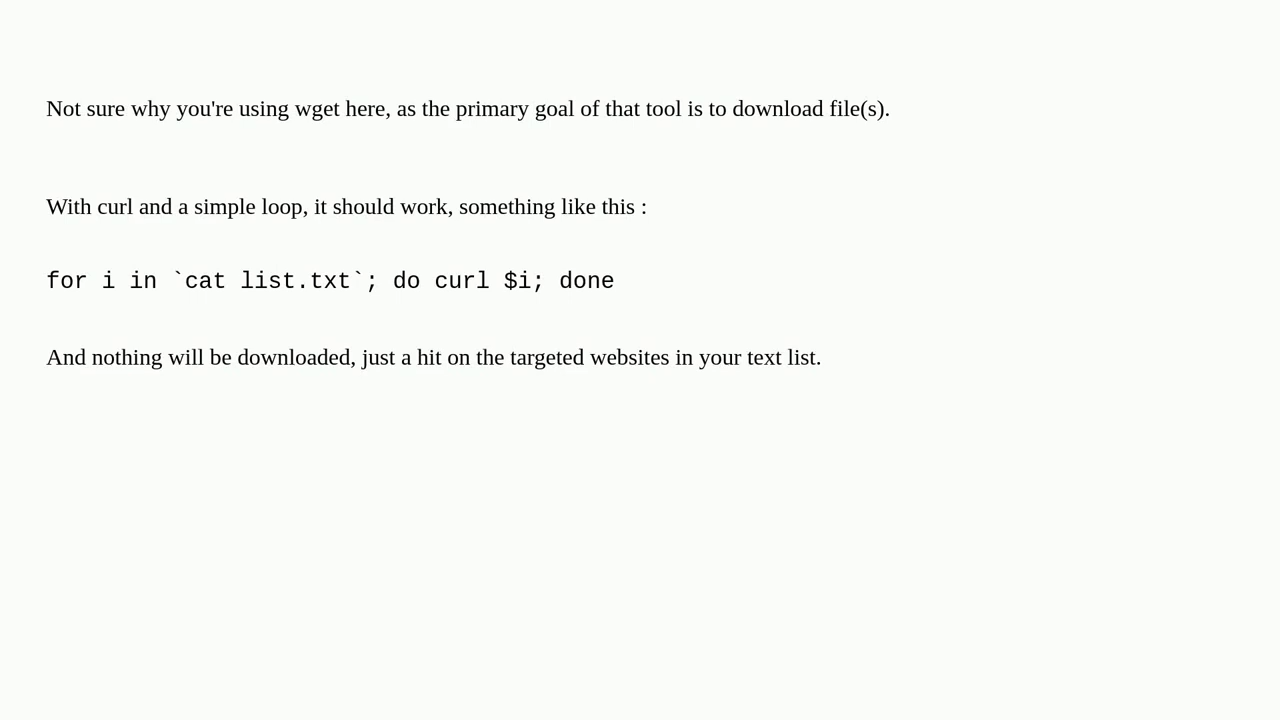 Not sure why you're using wget here, as the primary goal of that tool is to download file(s).
With curl and a simple loop, it should work, something like this :
for i in `cat list.txt`; do curl $i; done
And nothing will be downloaded, just a hit on the targeted websites in your text list.